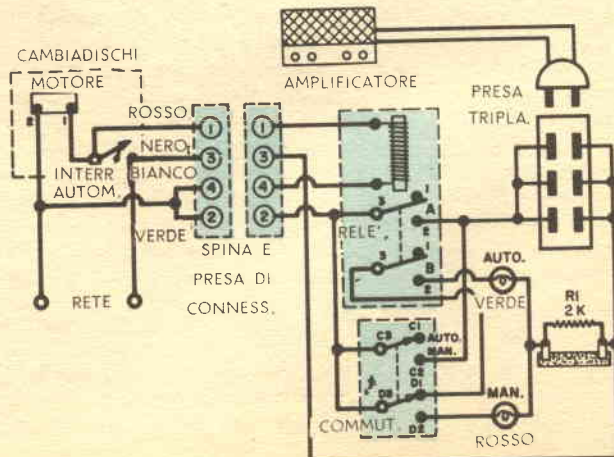 CAMBIADISCHI
MOTORE
2
1
ROSSO
NERO
INTERR
AUTOM.
BIANCO
VERDE
RETE
1
3
4
2
1
3
4
2
SPINA E
PRESA DI
CONNESS.
AMPLIFICATORE
PRESA
TRIPLA.
1
3
A
2
RELE'.
1
3
B
2
AUTO.
VERDE
R1
2 K
C3
C1
AUTO.
MAN.
C2
D1
D3
D2
COMMUT.
MAN.
ROSSO